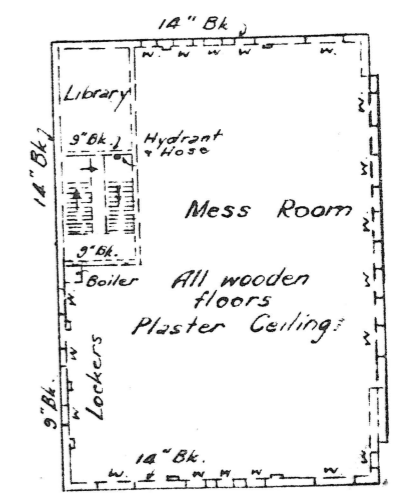 14" Bk
W. W W W W. W.
Library
9" Bk.
Hydrant
& Hose
14" Bk.
Mess Room
9" Bk.
Boiler
All wooden
floors
Plaster Ceiling
Lockers
9" Bk.
14" Bk.
W W W W W
W
W
W
W
W
W
W
W
W